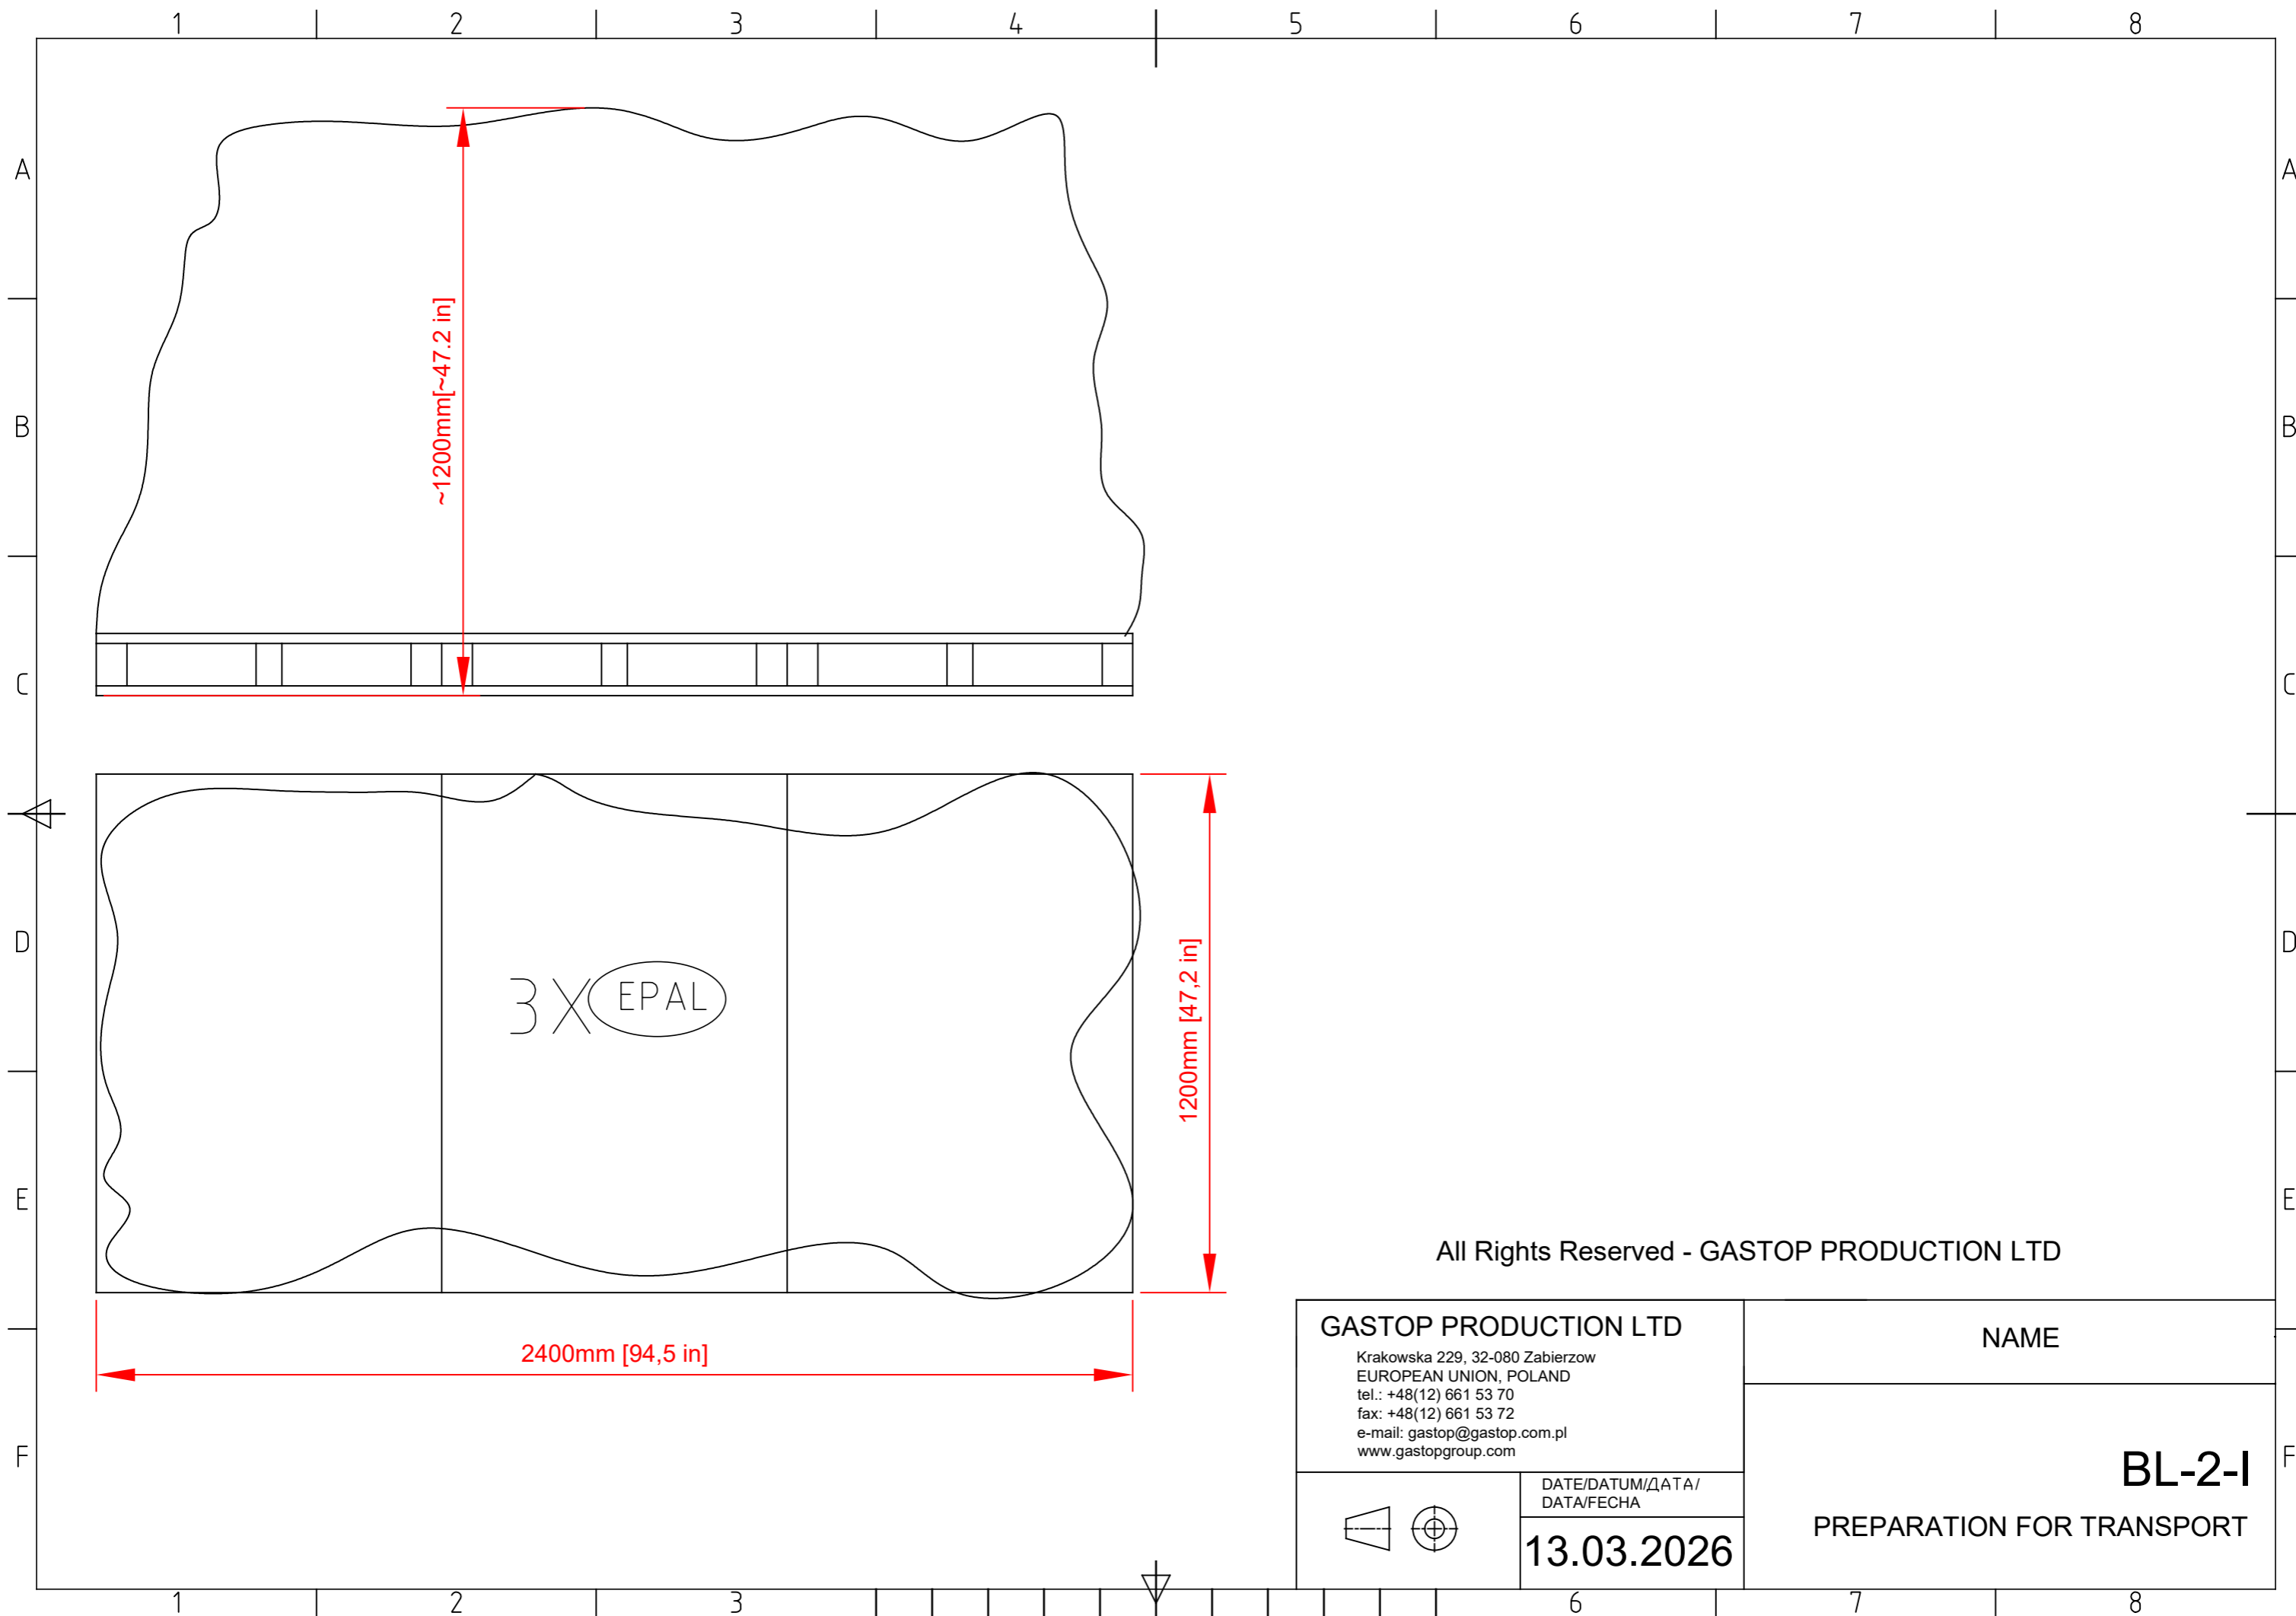 1 2 3 4 5 6 7 8
A A
~1200mm[~47.2 in]
B B
C C
D D
3X EPAL
1200mm [47,2 in]
E E
All Rights Reserved - GASTOP PRODUCTION LTD
2400mm [94,5 in]
GASTOP PRODUCTION LTD
Krakowska 229, 32-080 Zabierzow
EUROPEAN UNION, POLAND
tel.: +48(12) 661 53 70
fax: +48(12) 661 53 72
e-mail: gastop@gastop.com.pl
www.gastopgroup.com
NAME
F F
BL-2-I
PREPARATION FOR TRANSPORT
DATE/DATUM/ДАТА/
DATA/FECHA
13.03.2026
1 2 3 6 7 8